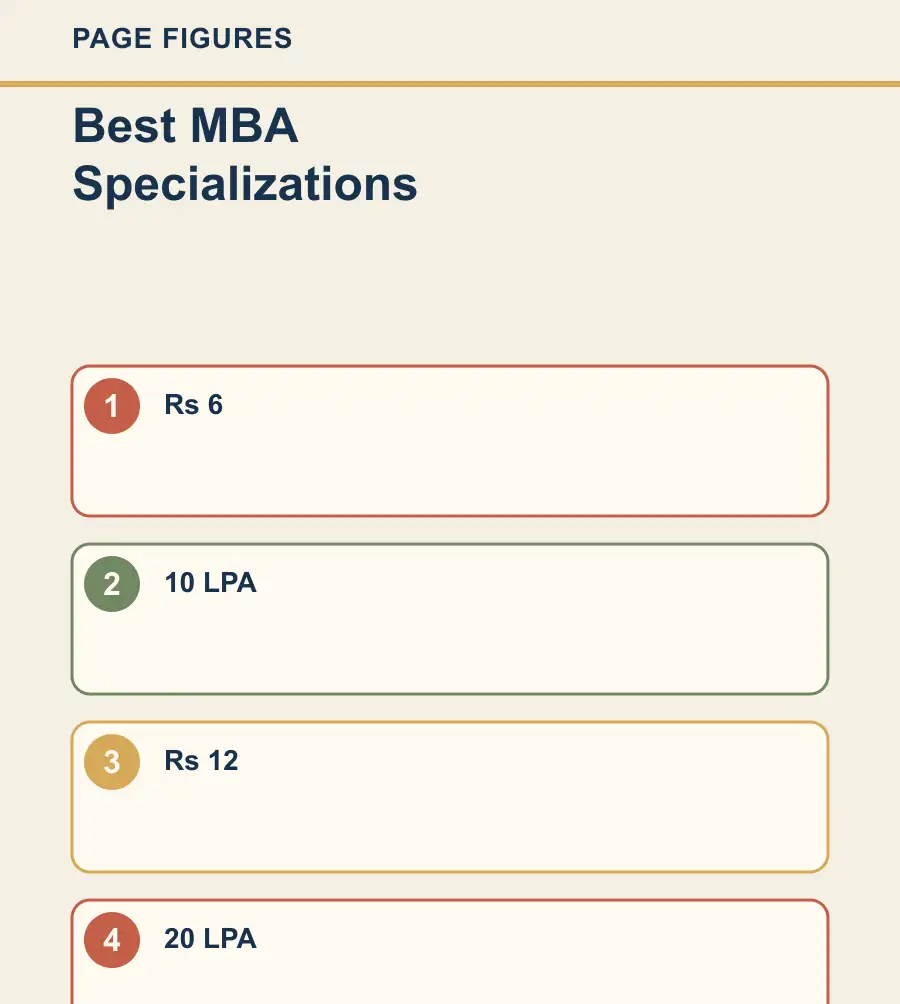 PAGE FIGURES
Best MBA
Specializations
1 Rs 6
2 10 LPA
3 Rs 12
4 20 LPA